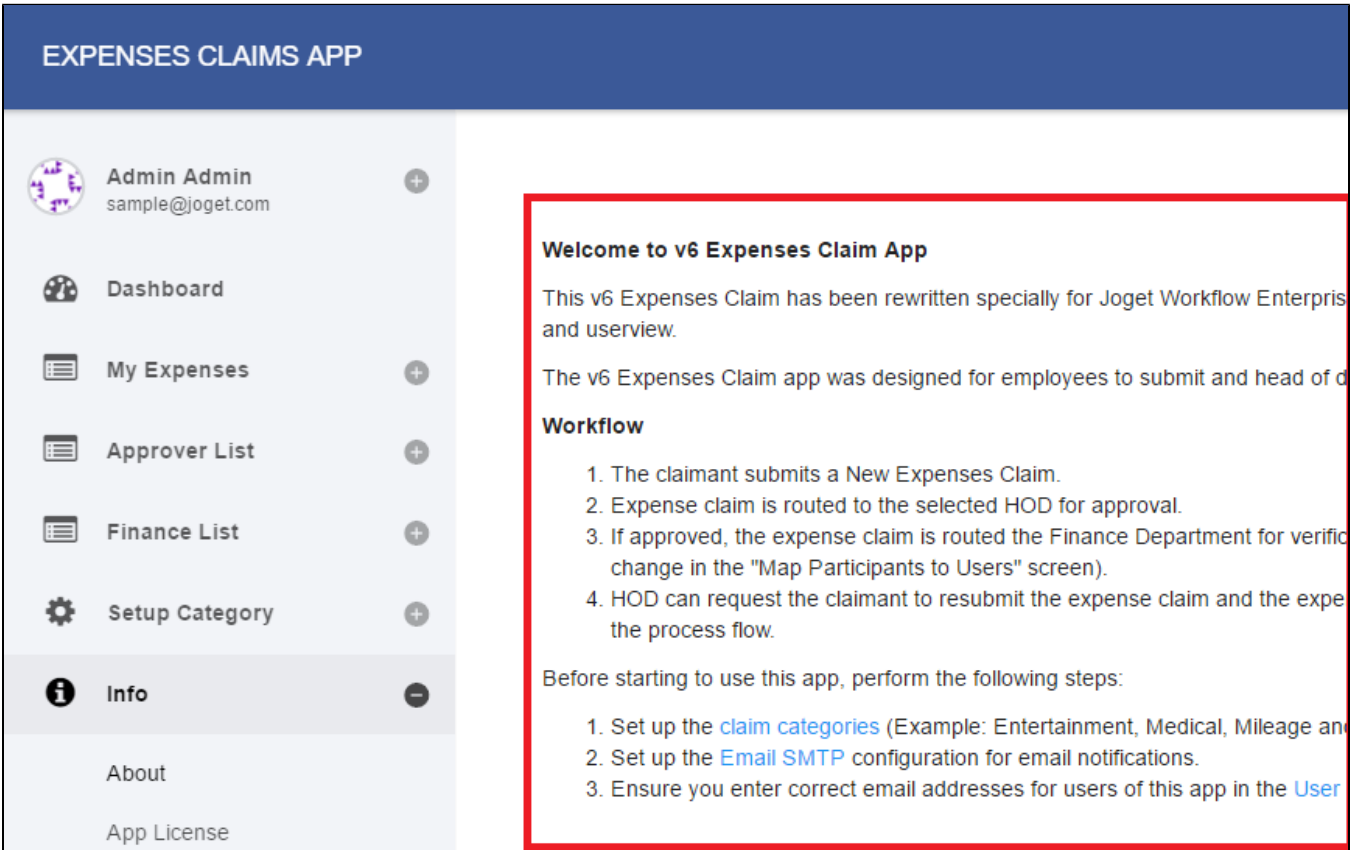 EXPENSES CLAIMS APP
Admin Admin
sample@joget.com
Dashboard
My Expenses
Approver List
Finance List
Setup Category
Info
About
App License
Welcome to v6 Expenses Claim App
This v6 Expenses Claim has been rewritten specially for Joget Workflow Enterpris
and userview.
The v6 Expenses Claim app was designed for employees to submit and head of d
Workflow
1. The claimant submits a New Expenses Claim.
2. Expense claim is routed to the selected HOD for approval.
3. If approved, the expense claim is routed the Finance Department for verific
change in the "Map Participants to Users" screen).
4. HOD can request the claimant to resubmit the expense claim and the expe
the process flow.
Before starting to use this app, perform the following steps:
1. Set up the claim categories (Example: Entertainment, Medical, Mileage and
2. Set up the Email SMTP configuration for email notifications.
3. Ensure you enter correct email addresses for users of this app in the User